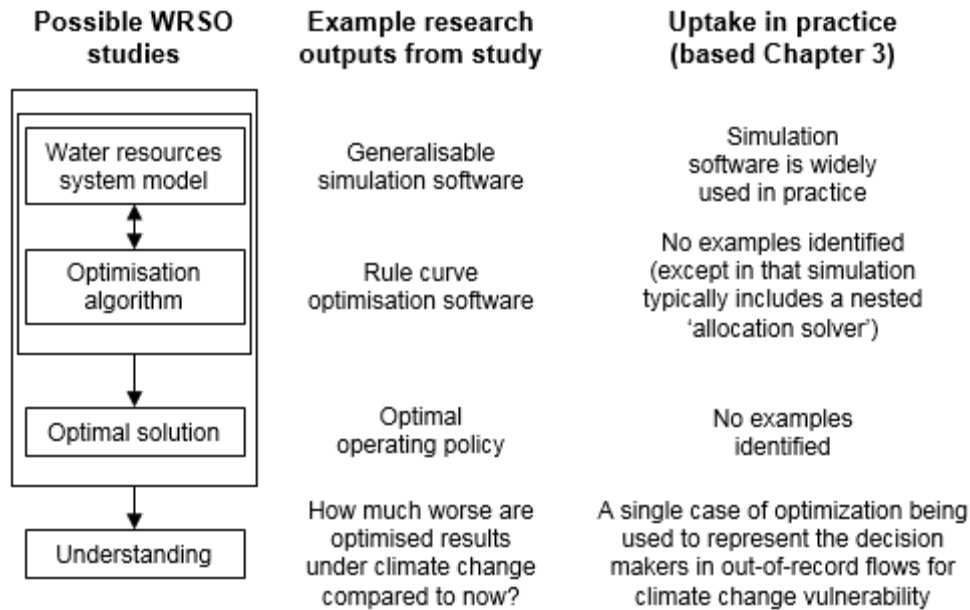 Possible WRSO
studies
Example research
outputs from study
Uptake in practice
(based Chapter 3)
Water resources
system model
Generalisable
simulation software
Simulation
software is widely
used in practice
Optimisation
algorithm
Rule curve
optimisation software
No examples identified
(except in that simulation
typically includes a nested
‘allocation solver’)
Optimal solution
Optimal
operating policy
No examples
identified
Understanding
How much worse are
optimised results
under climate change
compared to now?
A single case of optimization being
used to represent the decision
makers in out-of-record flows for
climate change vulnerability